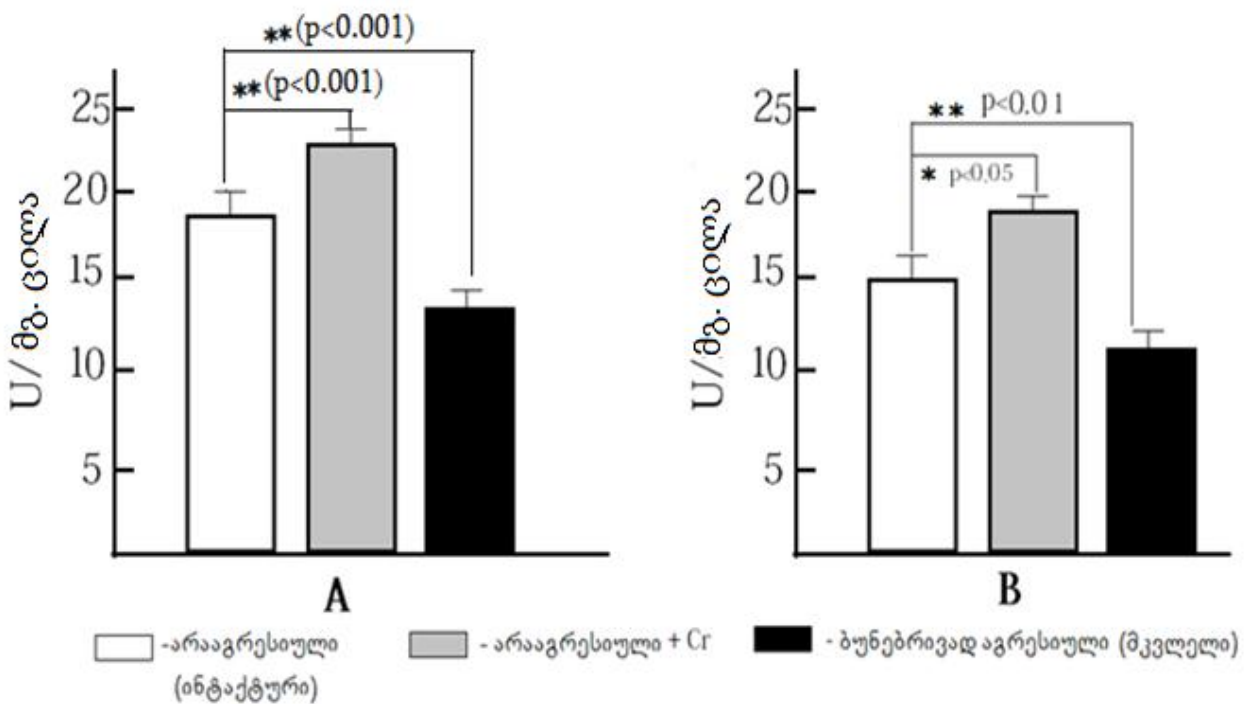 **(p<0.001)
**(p<0.001)
25
20
15
10
5
U/ მგ. ცილა
A
** p<0.01
* p<0,05
25
20
15
10
5
U/მგ. ცილა
B
-არააგრესიული
(ინტაქტური)
- არააგრესიული + Cr
- ბუნებრივად აგრესიული (მკვლელი)